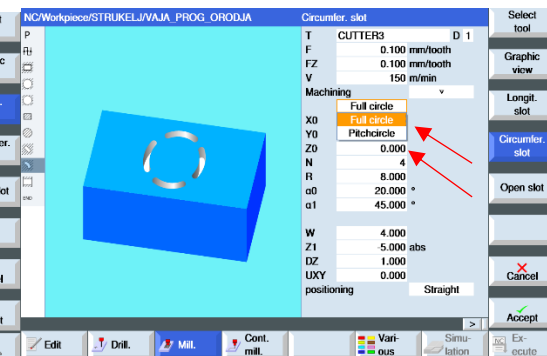 NC/Workpiece/STRUKELJ/VAJA_PROG_ORODJA
Circumfer. slot
T CUTTER3 D 1
F 0.100 mm/tooth
FZ 0.100 mm/tooth
V 150 m/min
Machining
Full circle
X0 Full circle
Y0 Pitchcircle
Z0 0.000
N 4
R 8.000
α0 20.000 °
α1 45.000 °
W 4.000
Z1 -5.000 abs
DZ 1.000
UXY 0.000
positioning Straight
>
P
END
Select
tool
Graphic
view
Longit.
slot
Circumfer.
slot
Open slot
Cancel
Accept
Edit
Drill.
Mill.
Cont.
mill.
Vari-
ous
Simu-
lation
NC
Ex-
ecute